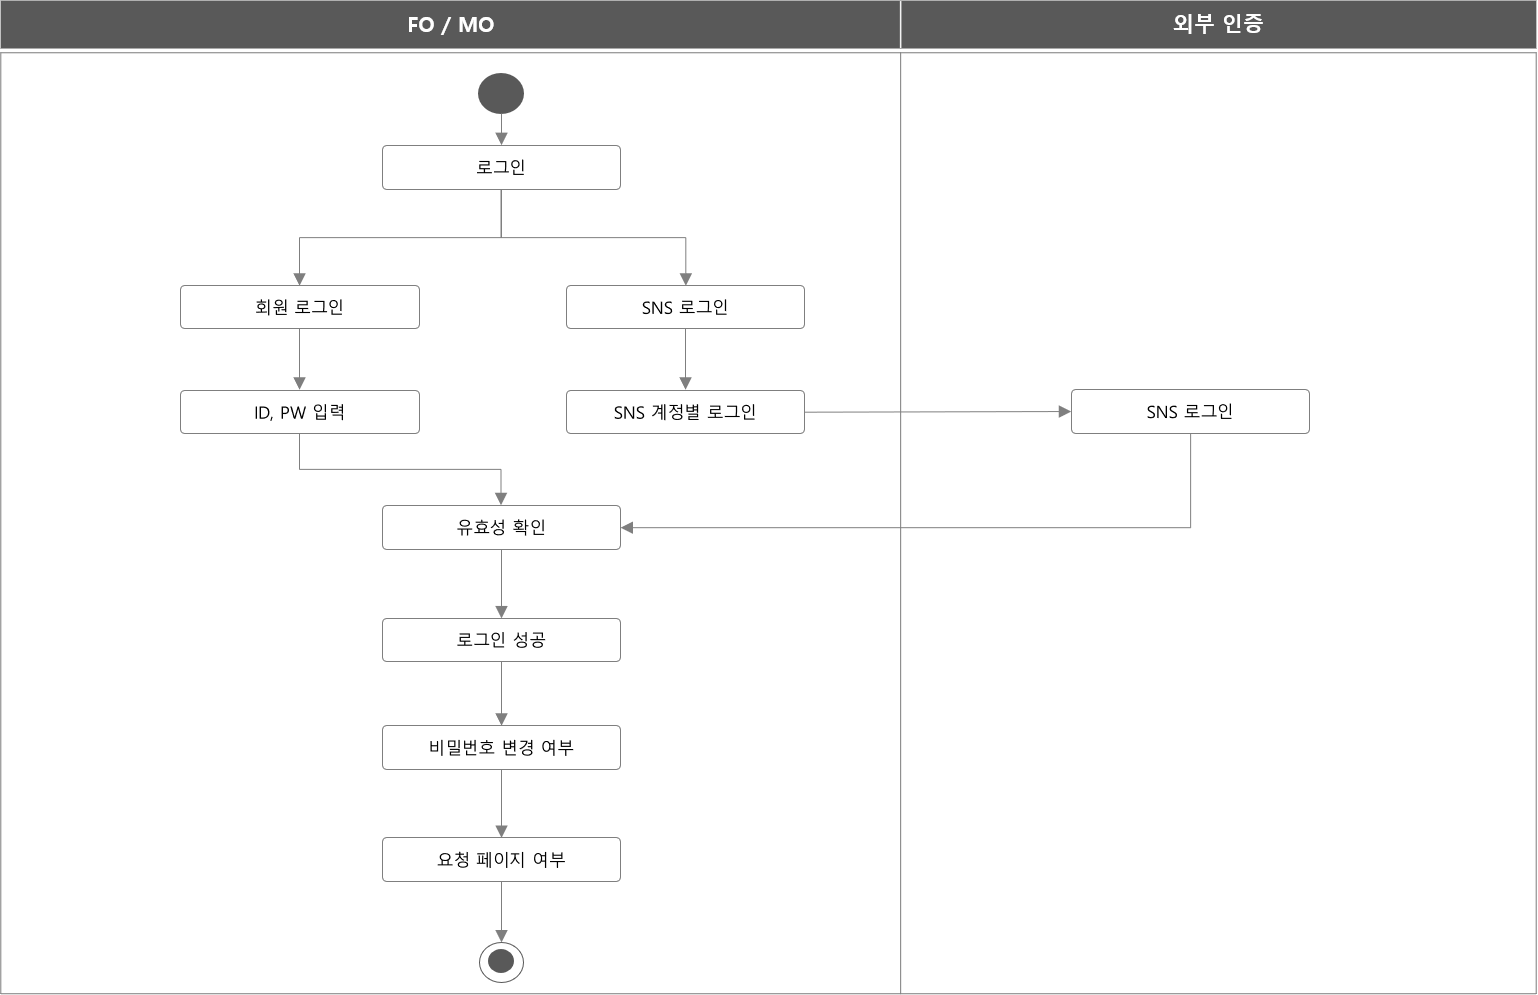 FO / MO
외부 인증
로그인
회원 로그인
SNS 로그인
ID, PW 입력
SNS 계정별 로그인
SNS 로그인
유효성 확인
로그인 성공
비밀번호 변경 여부
요청 페이지 여부